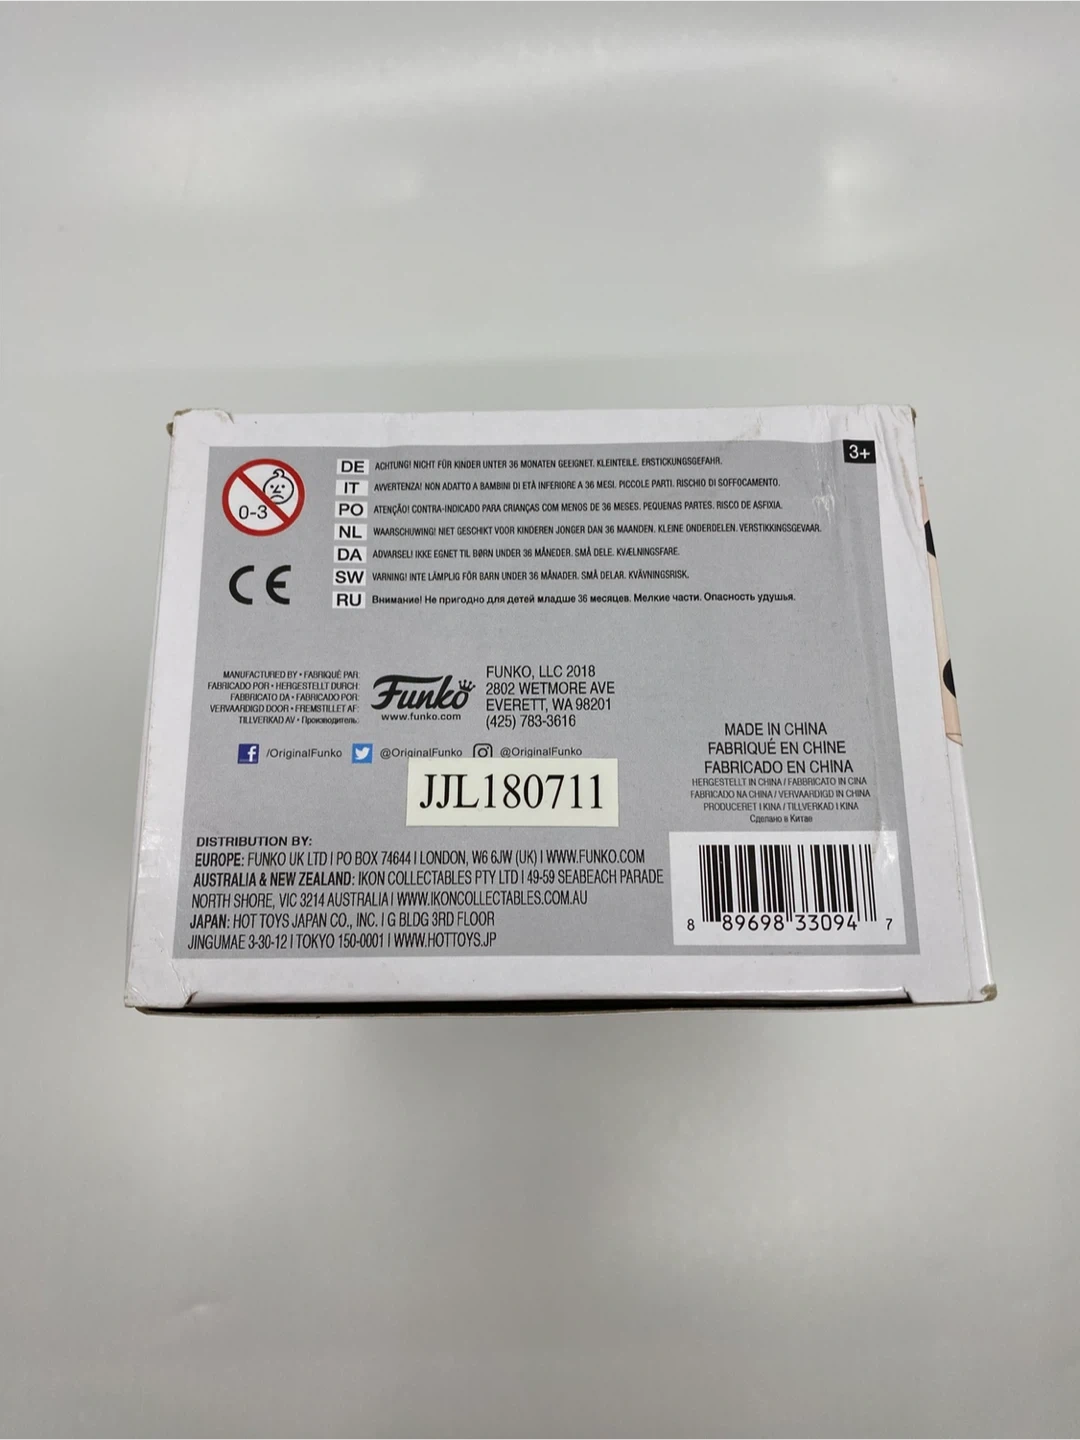 3+
0-3
CE
DE ACHTUNG! NICHT FÜR KINDER UNTER 36 MONATEN GEEIGNET. KLEINTEILE. ERSTICKUNGSGEFAHR.
IT AVVERTENZA! NON ADATTO A BAMBINI DI ETÀ INFERIORE A 36 MESI. PICCOLE PARTI. RISCHIO DI SOFFOCAMENTO.
PO ATENÇÃO! CONTRA-INDICADO PARA CRIANÇAS COM MENOS DE 36 MESES. PEQUENAS PARTES. RISCO DE ASFIXIA.
NL WAARSCHUWING! NIET GESCHIKT VOOR KINDEREN JONGER DAN 36 MAANDEN. KLEINE ONDERDELEN. VERSTIKKINGSGEVAAR.
DA ADVARSEL! IKKE EGNET TIL BØRN UNDER 36 MÅNEDER. SMÅ DELE. KVÆLNINGSFARE.
SW VARNING! INTE LÄMPLIG FÖR BARN UNDER 36 MÅNADER. SMÅ DELAR. KVÄVNINGSRISK.
RU Внимание! Не пригодно для детей младше 36 месяцев. Мелкие части. Опасность удушья.
MANUFACTURED BY • FABRIQUÉ PAR:
FABRICADO POR • HERGESTELLT DURCH:
FABBRICATO DA • FABRICADO POR:
VERVAARDIGD DOOR • FREMSTILLET AF:
TILLVERKAD AV • Производитель:
Funko
www.funko.com
FUNKO, LLC 2018
2802 WETMORE AVE
EVERETT, WA 98201
(425) 783-3616
/OriginalFunko @OriginalFunko @OriginalFunko
JJL180711
MADE IN CHINA
FABRIQUÉ EN CHINE
FABRICADO EN CHINA
HERGESTELLT IN CHINA / FABBRICATO IN CINA
FABRICADO NA CHINA / VERVAARDIGD IN CHINA
PRODUCERET I KINA / TILLVERKAD I KINA
Сделано в Китае
DISTRIBUTION BY:
EUROPE: FUNKO UK LTD | PO BOX 74644 | LONDON, W6 6JW (UK) | WWW.FUNKO.COM
AUSTRALIA & NEW ZEALAND: IKON COLLECTABLES PTY LTD | 49-59 SEABEACH PARADE
NORTH SHORE, VIC 3214 AUSTRALIA | WWW.IKONCOLLECTABLES.COM.AU
JAPAN: HOT TOYS JAPAN CO., INC. | G BLDG 3RD FLOOR
JINGUMAE 3-30-12 | TOKYO 150-0001 | WWW.HOTTOYS.JP
8 89698 33094 7